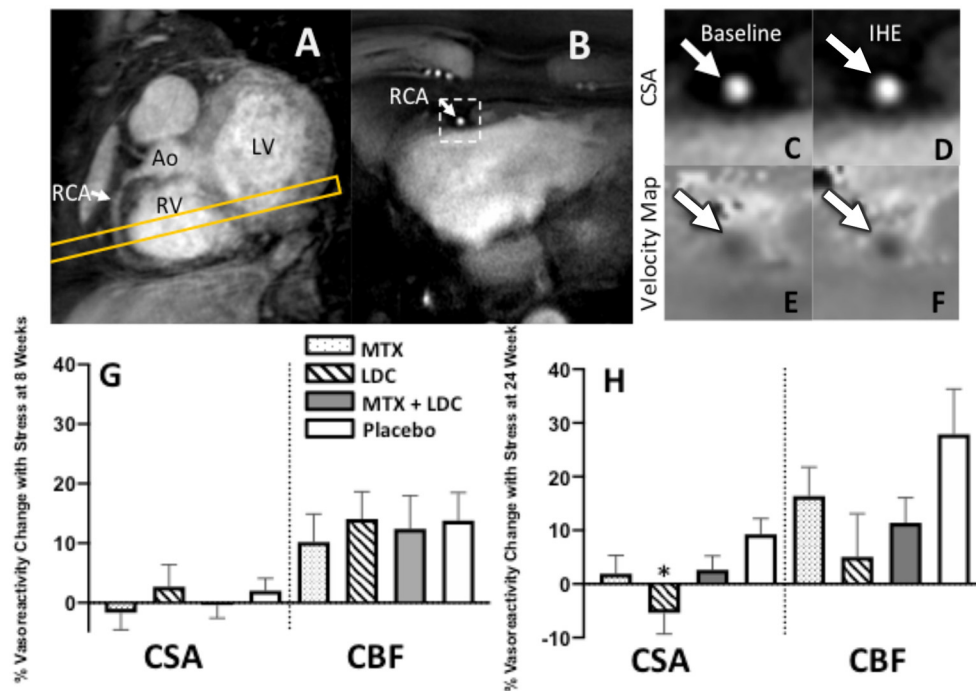 A
Ao
LV
RCA
RV
B
RCA
Baseline
IHE
CSA
C
D
Velocity Map
E
F
% Vasoreactivity Change with Stress at 8 Weeks
G
40
30
20
10
0
MTX
LDC
MTX + LDC
Placebo
CSA
CBF
% Vasoreactivity Change with Stress at 24 Week
H
40
30
20
10
0
-10
*
CSA
CBF